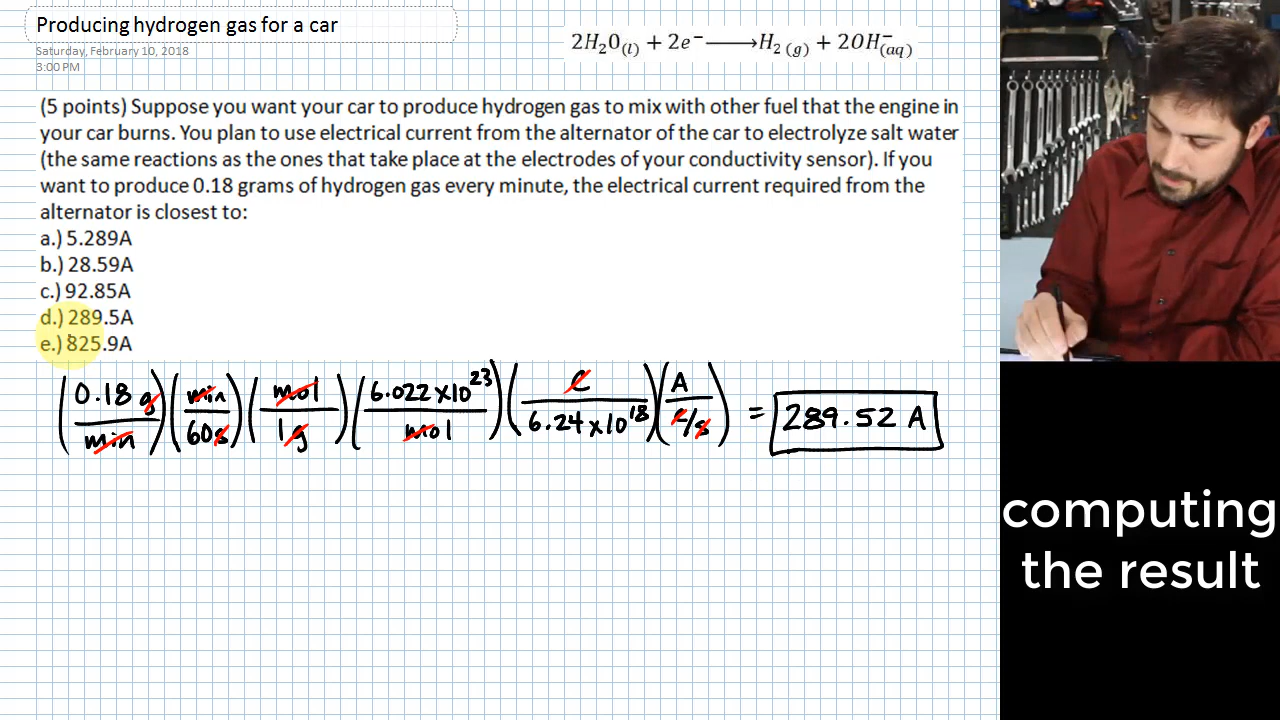 Producing hydrogen gas for a car
Saturday, February 10, 2018
3:00 PM
2H₂O₍l₎ + 2e⁻ ⟶ H₂ ₍g₎ + 2OH⁻₍aq₎
(5 points) Suppose you want your car to produce hydrogen gas to mix with other fuel that the engine in
your car burns. You plan to use electrical current from the alternator of the car to electrolyze salt water
(the same reactions as the ones that take place at the electrodes of your conductivity sensor). If you
want to produce 0.18 grams of hydrogen gas every minute, the electrical current required from the
alternator is closest to:
a.) 5.289A
b.) 28.59A
c.) 92.85A
d.) 289.5A
e.) 825.9A
(0.18 g / min) (min / 60s) (mol / 1g) (6.022 x10²³ / mol) (C / 6.24 x10¹⁸) (A / C/s) = 289.52 A
computing
the result